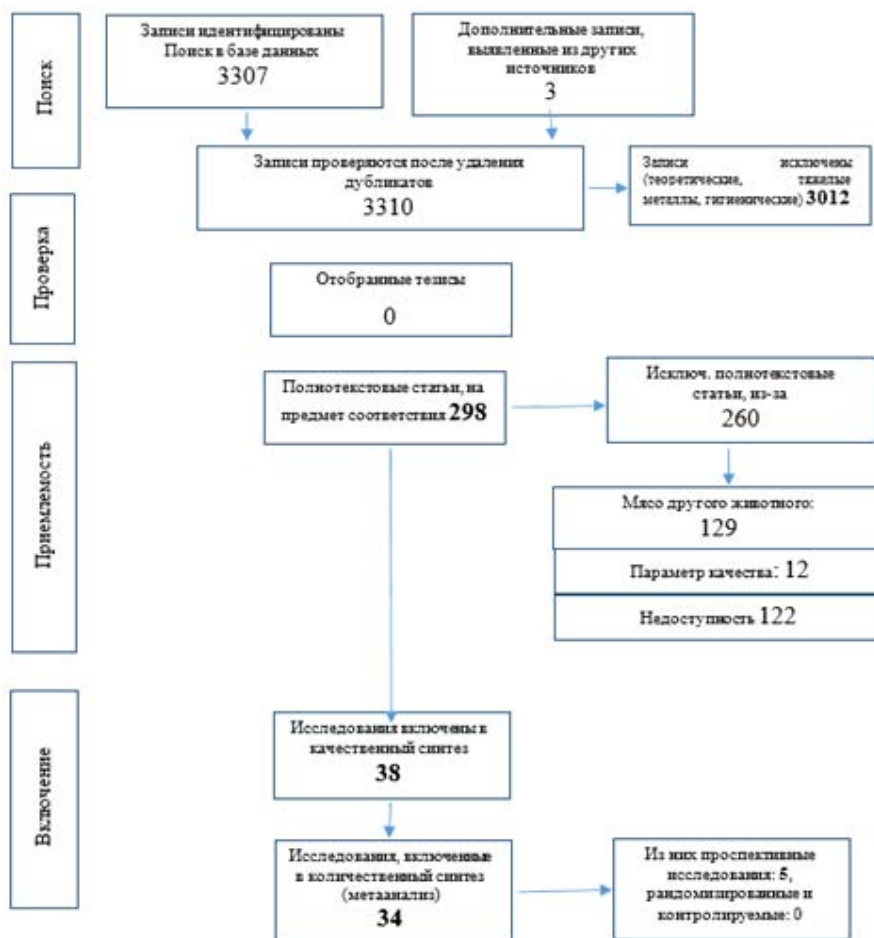 Поиск
Записи идентифицированы
Поиск в базе данных
3307
Дополнительные записи,
выявленные из других
источников
3
Записи проверяются после удаления
дубликатов
3310
Записи исключены
(теоретические, тяжелые
металлы, гигиенические) 3012
Проверка
Отобранные тезисы
0
Приемлемость
Полнотекстовые статьи, на
предмет соответствия 298
Исключ. полнотекстовые
статьи, из-за
260
Мясо другого животного:
129
Параметр качества: 12
Недоступность 122
Включение
Исследования включены в
качественный синтез
38
Исследования, включенные
в количественный синтез
(метаанализ)
34
Из них проспективные
исследования: 5,
рандомизированные и
контролируемые: 0